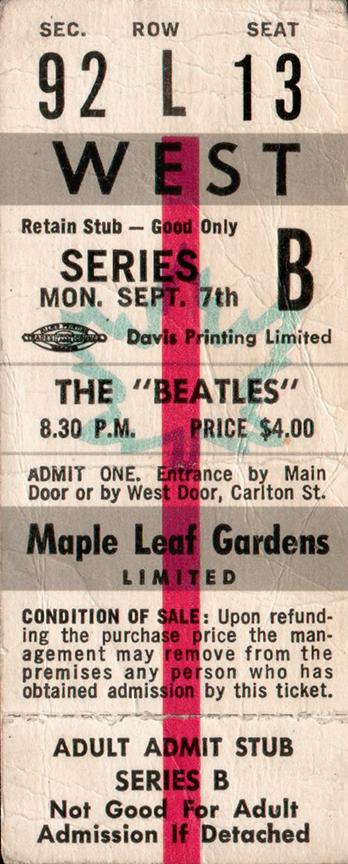 SEC. ROW SEAT
92 L 13
WEST
Retain Stub — Good Only
SERIES B
MON. SEPT. 7th
Davis Printing Limited
THE "BEATLES"
8.30 P.M. PRICE $4.00
ADMIT ONE. Entrance by Main
Door or by West Door, Carlton St.
Maple Leaf Gardens
LIMITED
CONDITION OF SALE: Upon refund-
ing the purchase price the man-
agement may remove from the
premises any person who has
obtained admission by this ticket.
ADULT ADMIT STUB
SERIES B
Not Good For Adult
Admission If Detached